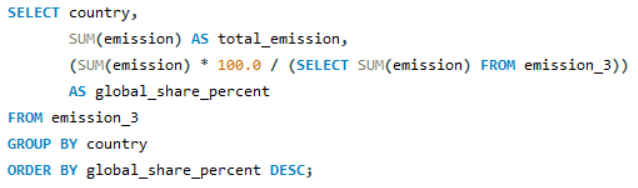 SELECT country,
SUM(emission) AS total_emission,
(SUM(emission) * 100.0 / (SELECT SUM(emission) FROM emission_3))
AS global_share_percent
FROM emission_3
GROUP BY country
ORDER BY global_share_percent DESC;